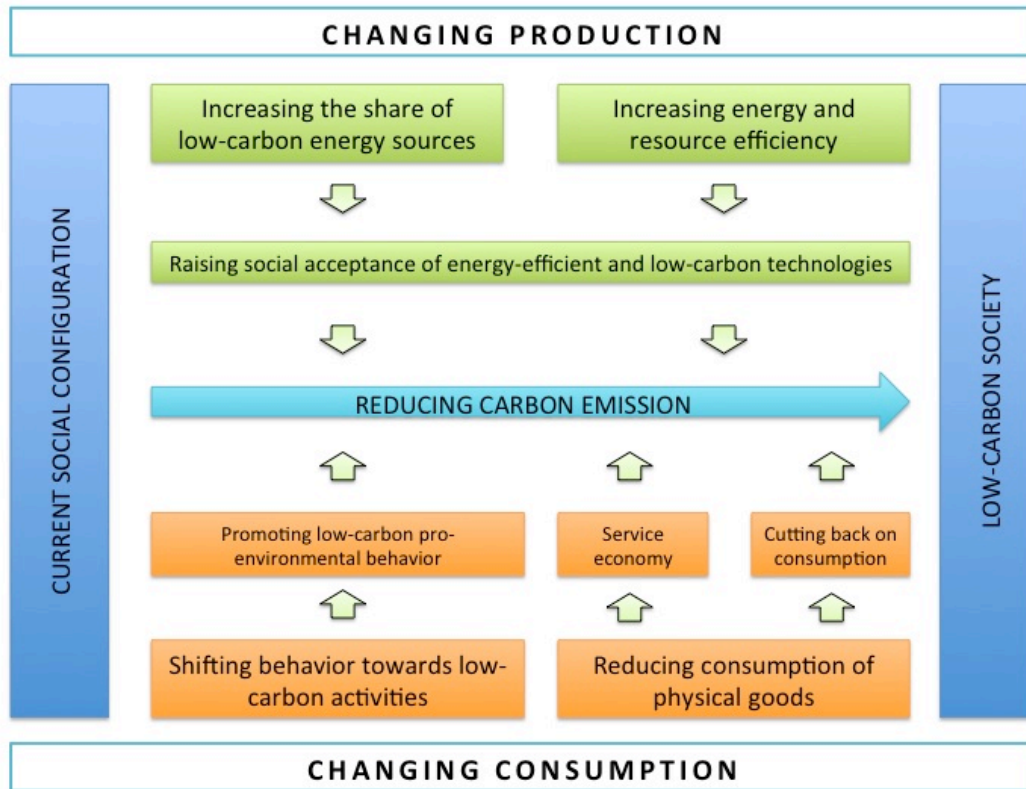 CHANGING PRODUCTION
CURRENT SOCIAL CONFIGURATION
Increasing the share of
low-carbon energy sources
Increasing energy and
resource efficiency
Raising social acceptance of energy-efficient and low-carbon technologies
REDUCING CARBON EMISSION
Promoting low-carbon pro-
environmental behavior
Service
economy
Cutting back on
consumption
Shifting behavior towards low-
carbon activities
Reducing consumption of
physical goods
LOW-CARBON SOCIETY
CHANGING CONSUMPTION